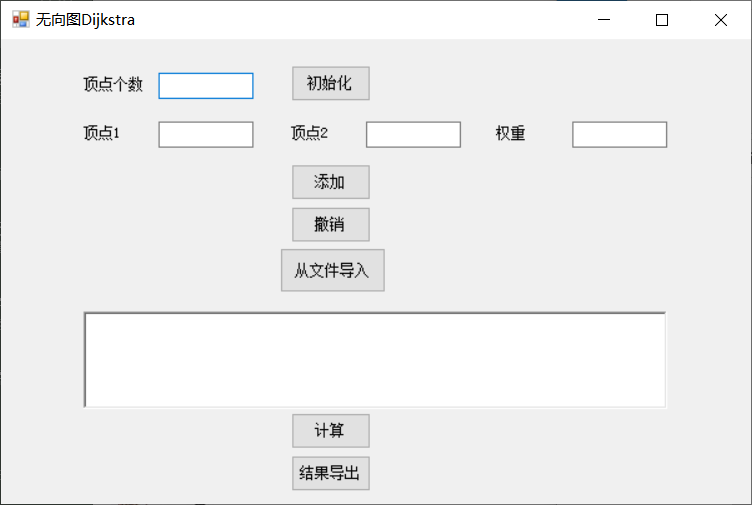 无向图Dijkstra
顶点个数 初始化
顶点1 顶点2 权重
添加
撤销
从文件导入
计算
结果导出